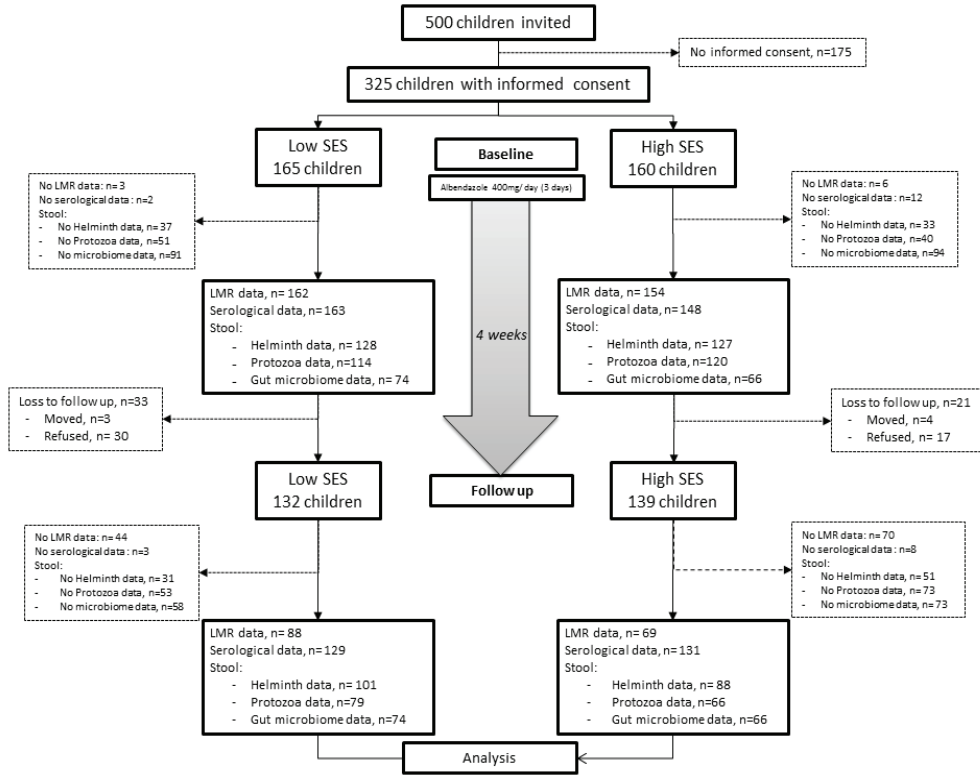 500 children invited
No informed consent, n=175
325 children with informed consent
Low SES
165 children
Baseline
Albendazole 400mg/day (3 days)
High SES
160 children
No LMR data: n= 3
No serological data: n=2
Stool:
- No Helminth data, n= 37
- No Protozoa data, n=51
- No microbiome data, n=91
No LMR data: n= 6
No serological data: n=12
Stool:
- No Helminth data, n= 33
- No Protozoa data, n=40
- No microbiome data, n=94
LMR data, n= 162
Serological data, n=163
Stool:
- Helminth data, n= 128
- Protozoa data, n=114
- Gut microbiome data, n= 74
4 weeks
LMR data, n= 154
Serological data, n= 148
Stool:
- Helminth data, n= 127
- Protozoa data, n=120
- Gut microbiome data, n=66
Loss to follow up, n=33
- Moved, n=3
- Refused, n= 30
Loss to follow up, n=21
- Moved, n=4
- Refused, n= 17
Low SES
132 children
Follow up
High SES
139 children
No LMR data: n= 44
No serological data: n=3
Stool:
- No Helminth data, n= 31
- No Protozoa data, n=53
- No microbiome data, n=58
No LMR data: n= 70
No serological data: n=8
Stool:
- No Helminth data, n= 51
- No Protozoa data, n=73
- No microbiome data, n=73
LMR data, n= 88
Serological data, n=129
Stool:
- Helminth data, n= 101
- Protozoa data, n=79
- Gut microbiome data, n=74
LMR data, n= 69
Serological data, n=131
Stool:
- Helminth data, n= 88
- Protozoa data, n=66
- Gut microbiome data, n=66
Analysis